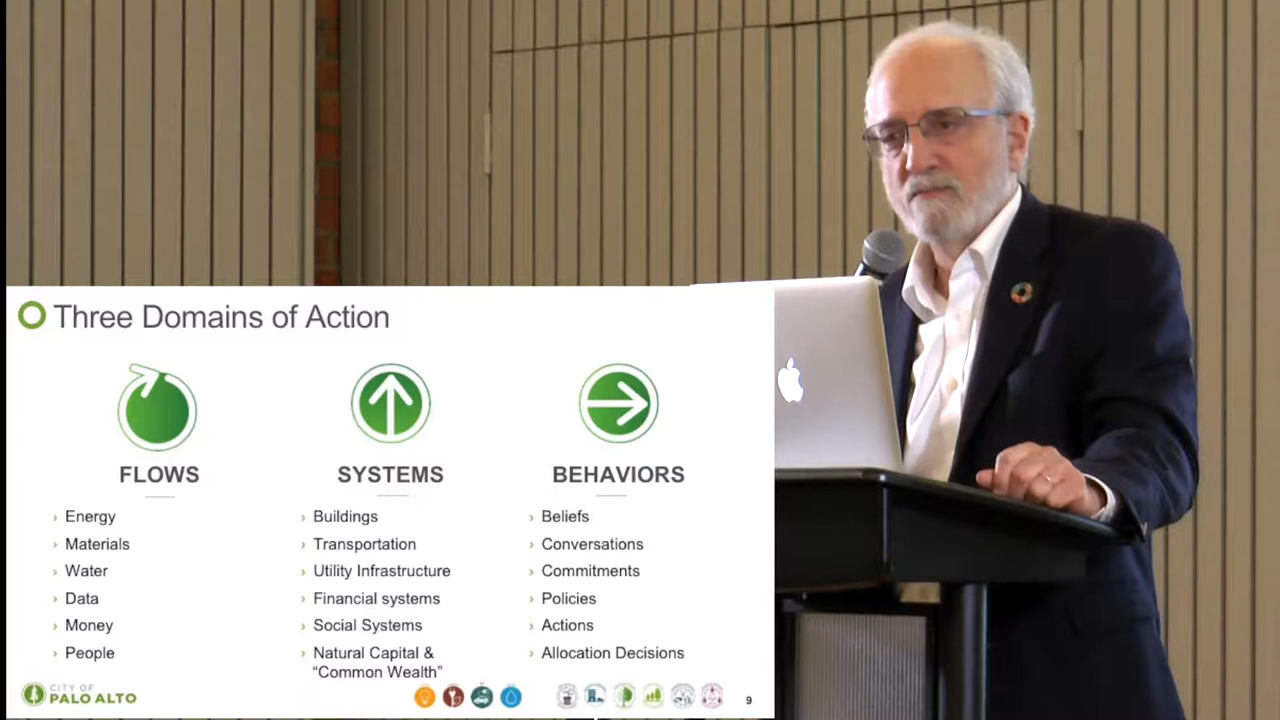 Three Domains of Action
FLOWS
Energy
Materials
Water
Data
Money
People
SYSTEMS
Buildings
Transportation
Utility Infrastructure
Financial systems
Social Systems
Natural Capital &
“Common Wealth”
BEHAVIORS
Beliefs
Conversations
Commitments
Policies
Actions
Allocation Decisions
CITY OF
PALO ALTO
9